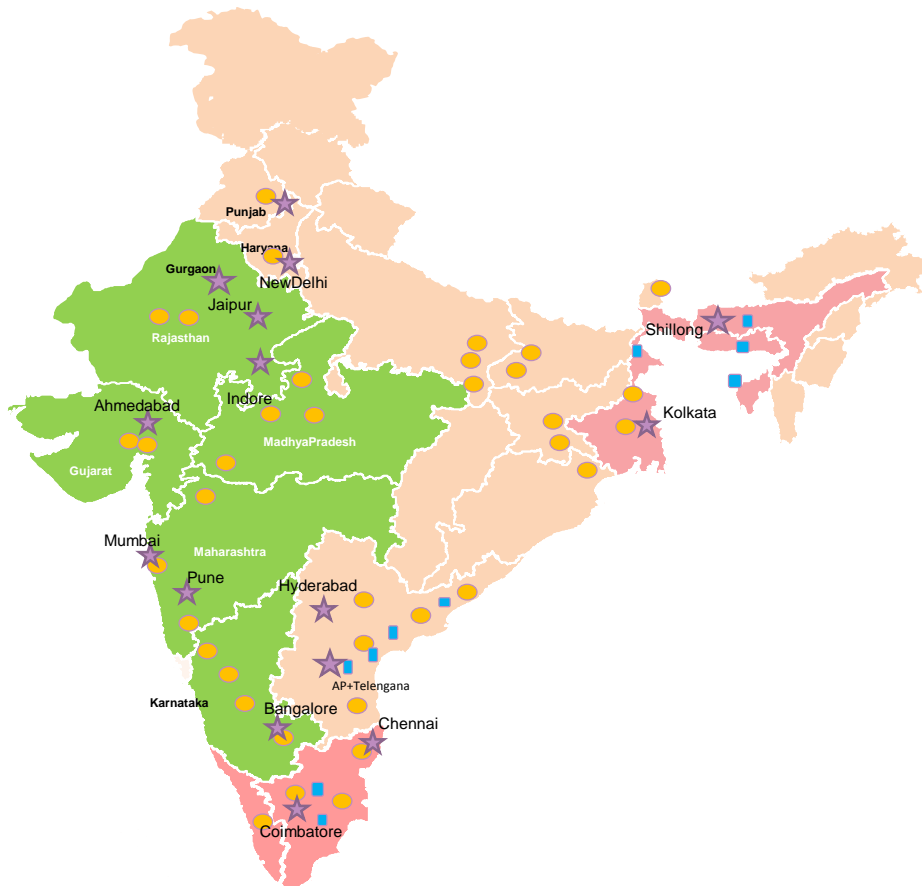 Punjab
Haryana
Gurgaon
NewDelhi
Jaipur
Shillong
Rajasthan
Indore
Ahmedabad
Kolkata
MadhyaPradesh
Gujarat
Mumbai
Maharashtra
Pune
Hyderabad
AP+Telengana
Karnataka
Bangalore
Chennai
Coimbatore